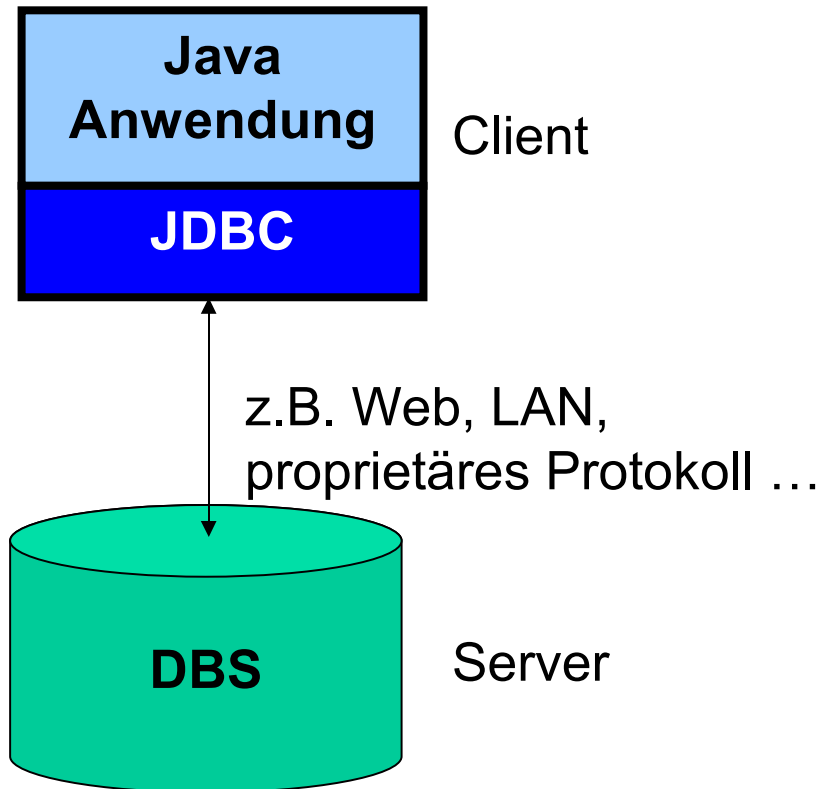 Java
Anwendung
Client
JDBC
z.B. Web, LAN,
proprietäres Protokoll …
DBS
Server